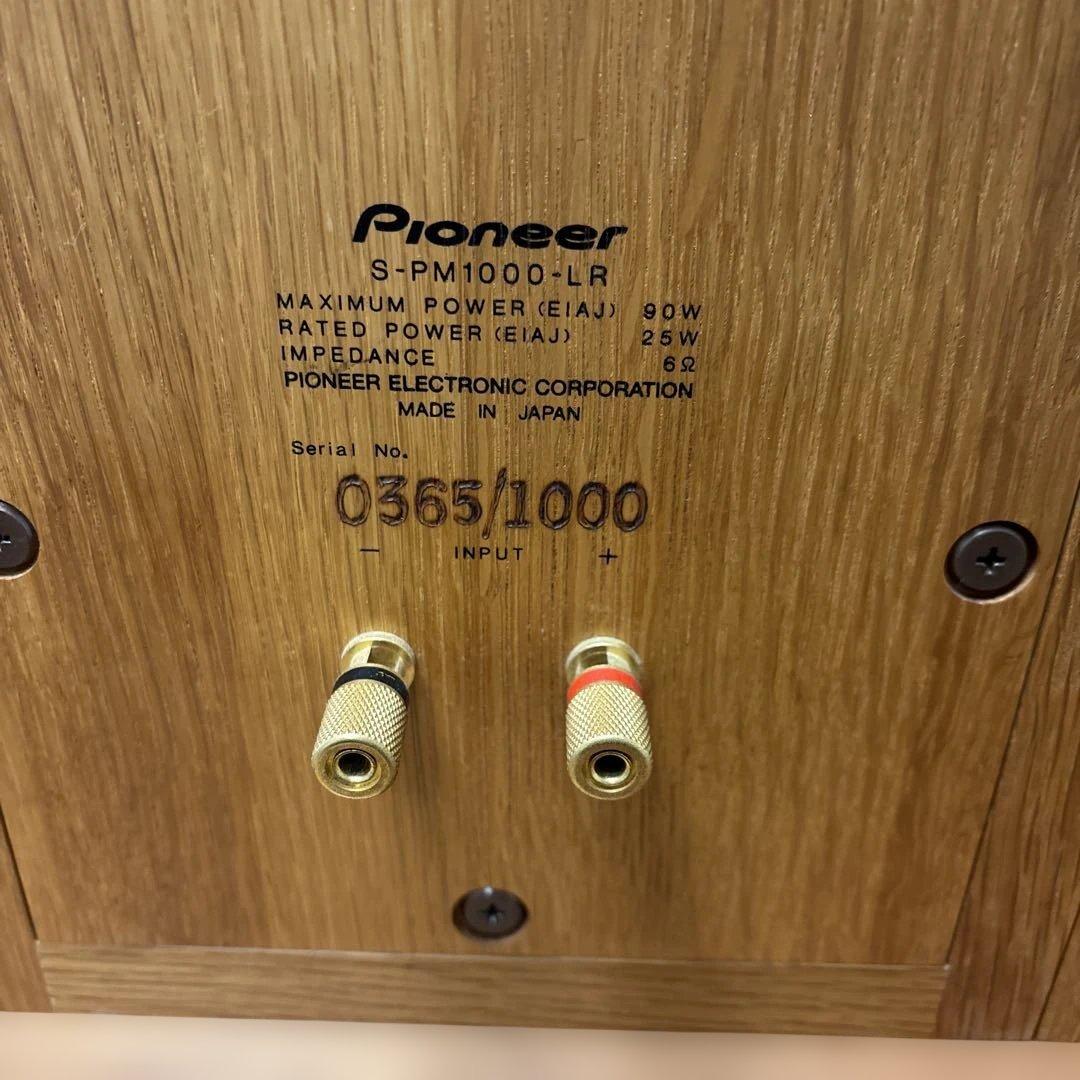 Pioneer
S-PM1000-LR
MAXIMUM POWER (EIAJ) 90W
RATED POWER (EIAJ) 25W
IMPEDANCE 6Ω
PIONEER ELECTRONIC CORPORATION
MADE IN JAPAN
Serial No.
0365/1000
− INPUT +